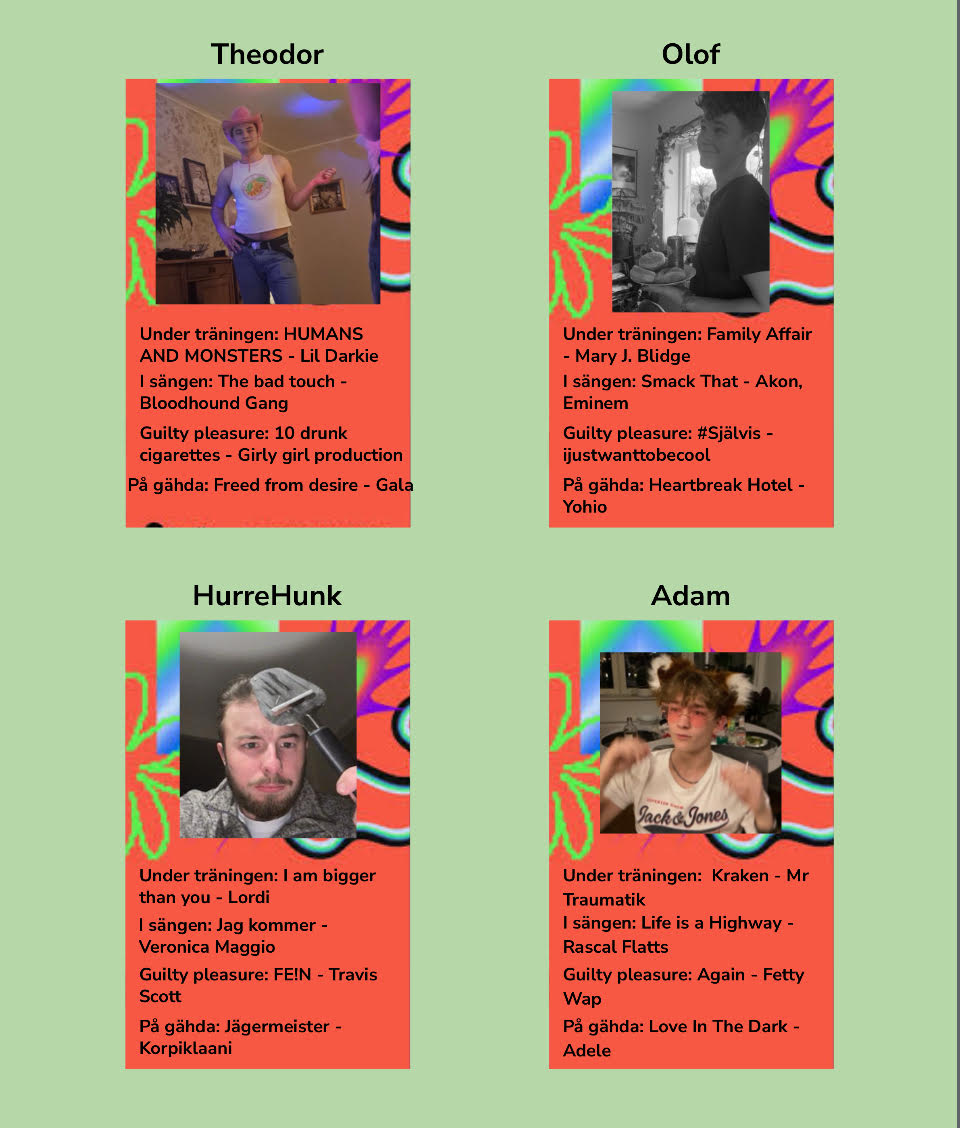 Theodor
Under träningen: HUMANS
AND MONSTERS - Lil Darkie
I sängen: The bad touch -
Bloodhound Gang
Guilty pleasure: 10 drunk
cigarettes - Girly girl production
På gähda: Freed from desire - Gala
Olof
Under träningen: Family Affair
- Mary J. Blidge
I sängen: Smack That - Akon,
Eminem
Guilty pleasure: #Självis -
ijustwanttobecool
På gähda: Heartbreak Hotel -
Yohio
HurreHunk
Under träningen: I am bigger
than you - Lordi
I sängen: Jag kommer -
Veronica Maggio
Guilty pleasure: FE!N - Travis
Scott
På gähda: Jägermeister -
Korpiklaani
Adam
Jack & Jones
Under träningen: Kraken - Mr
Traumatik
I sängen: Life is a Highway -
Rascal Flatts
Guilty pleasure: Again - Fetty
Wap
På gähda: Love In The Dark -
Adele